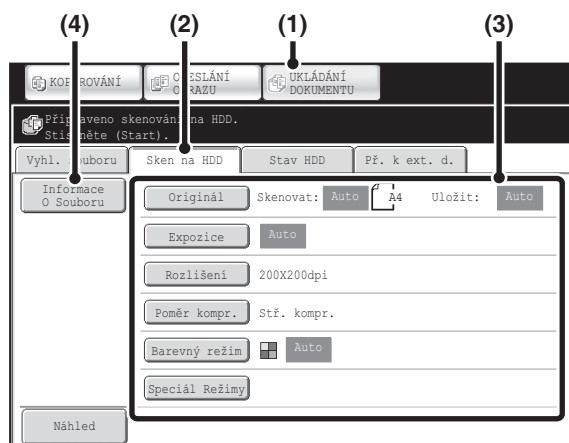 (4) (2) (1) (3)
KOPÍROVÁNÍ
ODESLÁNÍ
OBRAZU
UKLÁDÁNÍ
DOKUMENTU
Připraveno skenování na HDD.
Stiskněte (Start).
Vyhl. Souboru Sken na HDD Stav HDD Př. k ext. d.
Informace
O Souboru
Originál Skenovat: Auto A4 Uložit: Auto
Expozice Auto
Rozlišení 200X200dpi
Poměr kompr. Stř. kompr.
Barevný režim Auto
Speciál Režimy
Náhled